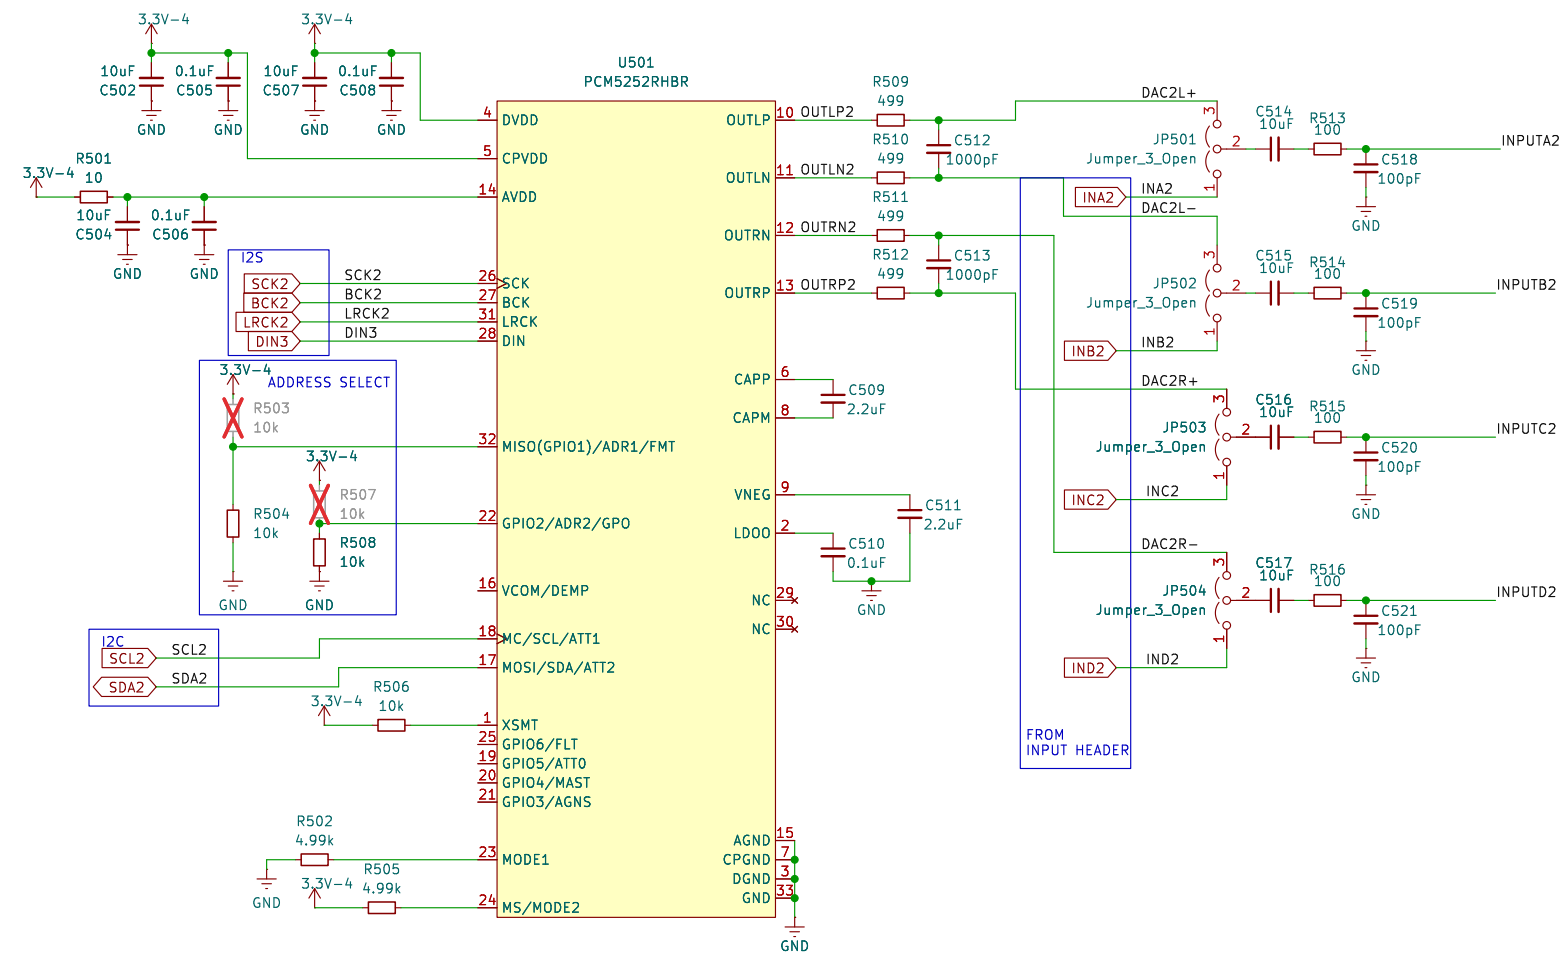 3.3V-4
3.3V-4
10uF
C502
0.1uF
C505
10uF
C507
0.1uF
C508
GND
GND
GND
GND
3.3V-4
R501
10
10uF
C504
0.1uF
C506
GND
GND
I2S
SCK2
BCK2
LRCK2
DIN3
SCK2
BCK2
LRCK2
DIN3
3.3V-4
ADDRESS SELECT
R503
10k
3.3V-4
R507
10k
R504
10k
R508
10k
GND
GND
I2C
SCL2
SDA2
SCL2
SDA2
3.3V-4
R506
10k
R502
4.99k
GND
3.3V-4
R505
4.99k
U501
PCM5252RHBR
4
DVDD
5
CPVDD
14
AVDD
26
SCK
27
BCK
31
LRCK
28
DIN
32
MISO(GPIO1)/ADR1/FMT
22
GPIO2/ADR2/GPO
16
VCOM/DEMP
18
MC/SCL/ATT1
17
MOSI/SDA/ATT2
1
XSMT
25
GPIO6/FLT
19
GPIO5/ATT0
20
GPIO4/MAST
21
GPIO3/AGNS
23
MODE1
24
MS/MODE2
OUTLP
10
OUTLP2
OUTLN
11
OUTLN2
OUTRN
12
OUTRN2
OUTRP
13
OUTRP2
CAPP
6
CAPM
8
VNEG
9
LDOO
2
NC
29
NC
30
AGND
15
CPGND
7
DGND
3
GND
33
GND
R509
499
R510
499
R511
499
R512
499
C512
1000pF
C513
1000pF
C509
2.2uF
C511
2.2uF
C510
0.1uF
GND
FROM
INPUT HEADER
DAC2L+
3
JP501
Jumper_3_Open
2
1
INA2
INA2
C514
10uF
R513
100
INPUTA2
C518
100pF
GND
DAC2L-
3
JP502
Jumper_3_Open
2
1
INB2
INB2
C515
10uF
R514
100
INPUTB2
C519
100pF
GND
DAC2R+
3
JP503
Jumper_3_Open
2
1
INC2
INC2
C516
10uF
R515
100
INPUTC2
C520
100pF
GND
DAC2R-
3
JP504
Jumper_3_Open
2
1
IND2
IND2
C517
10uF
R516
100
INPUTD2
C521
100pF
GND